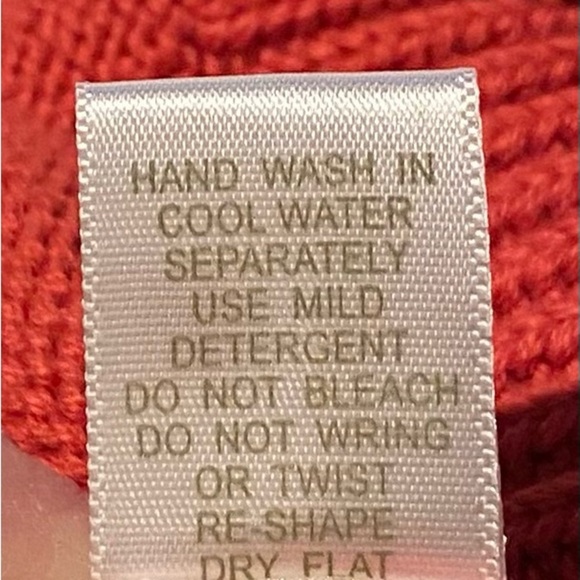 HAND WASH IN
COOL WATER
SEPARATELY
USE MILD
DETERGENT
DO NOT BLEACH
DO NOT WRING
OR TWIST
RE-SHAPE
DRY FLAT